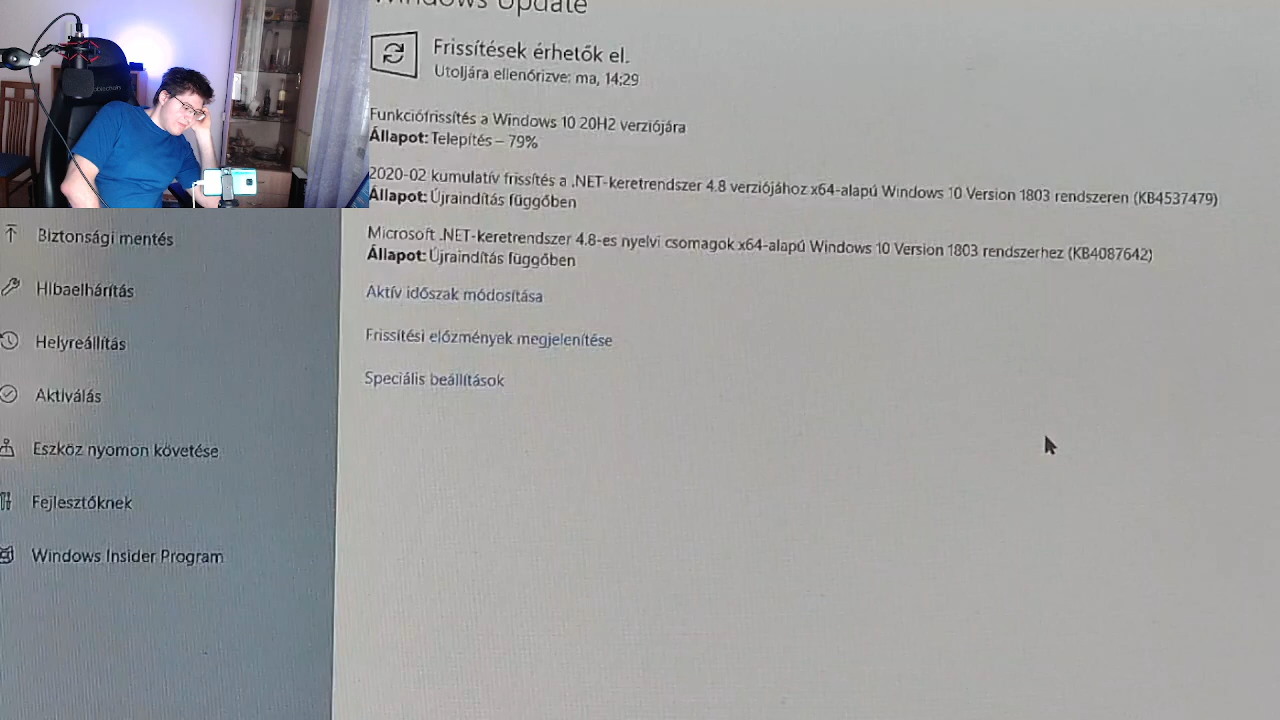 Windows Update
Frissítések érhetők el.
Utoljára ellenőrizve: ma, 14:29
Funkciófrissítés a Windows 10 20H2 verziójára
Állapot: Telepítés – 79%
2020-02 kumulatív frissítés a .NET-keretrendszer 4.8 verziójához x64-alapú Windows 10 Version 1803 rendszeren (KB4537479)
Állapot: Újraindítás függőben
Microsoft .NET-keretrendszer 4.8-es nyelvi csomagok x64-alapú Windows 10 Version 1803 rendszerhez (KB4087642)
Állapot: Újraindítás függőben
Aktív időszak módosítása
Frissítési előzmények megjelenítése
Speciális beállítások
Biztonsági mentés
Hibaelhárítás
Helyreállítás
Aktiválás
Eszköz nyomon követése
Fejlesztőknek
Windows Insider Program